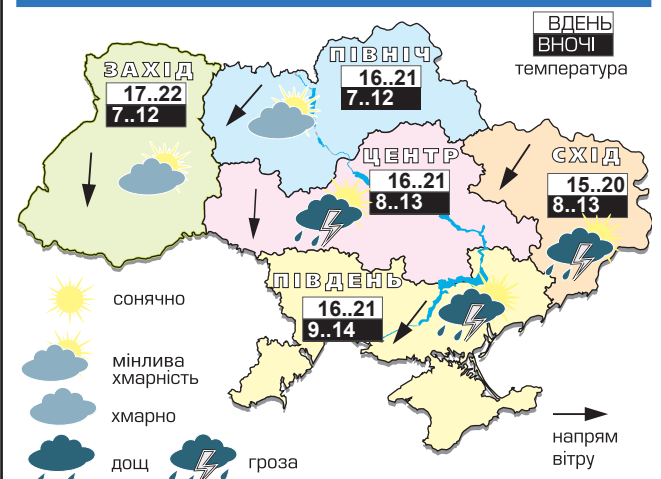 ВДЕНЬ
ВНОЧІ
температура
ЗАХІД
17..22
7..12
ПІВНІЧ
16..21
7..12
ЦЕНТР
16..21
8..13
СХІД
15..20
8..13
ПІВДЕНЬ
16..21
9..14
сонячно
мінлива
хмарність
хмарно
дощ
гроза
напрям
вітру